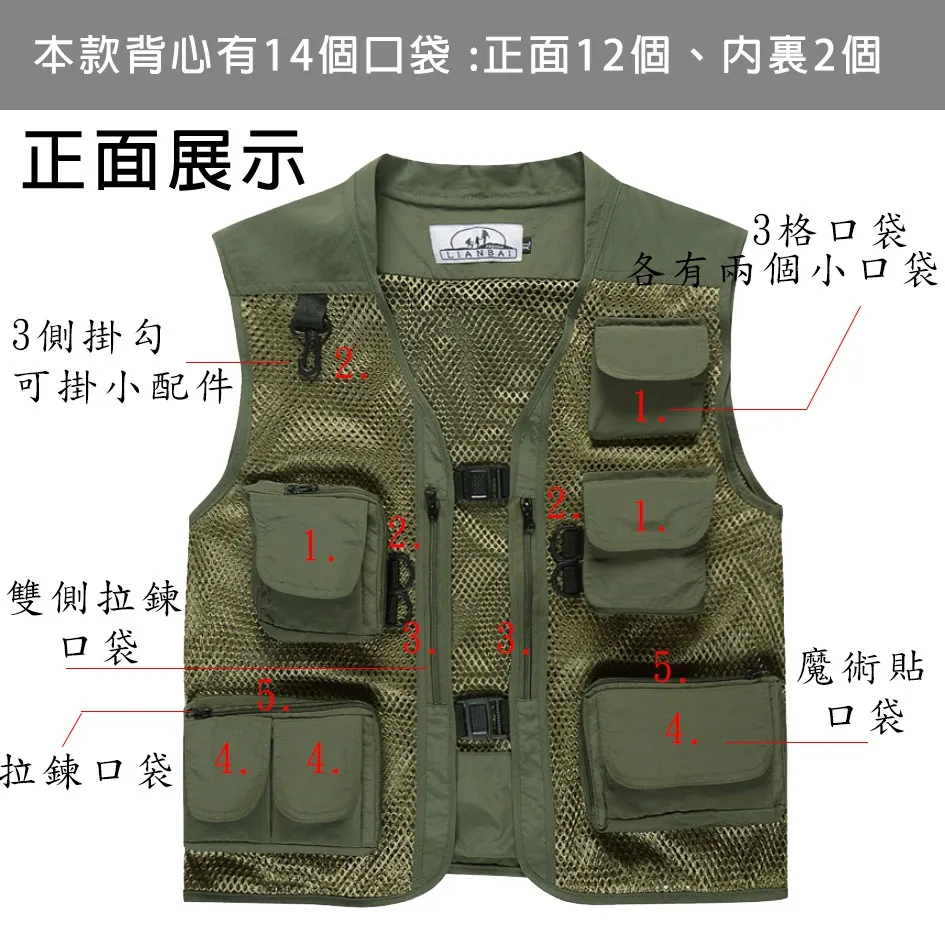 本款背心有14個口袋 :正面12個、內裏2個
正面展示
3格口袋
各有兩個小口袋
LIANBAI
XL
3側掛勾
可掛小配件
2.
1.
1.
1.
2.
2.
雙側拉鍊
口袋
3.
3.
魔術貼
口袋
5.
5.
4.
4.
4.
拉鍊口袋